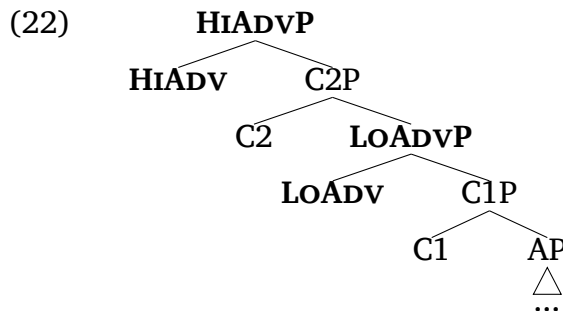 (22) HIADVP
HIADV C2P
C2 LOADVP
LOADV C1P
C1 AP
...